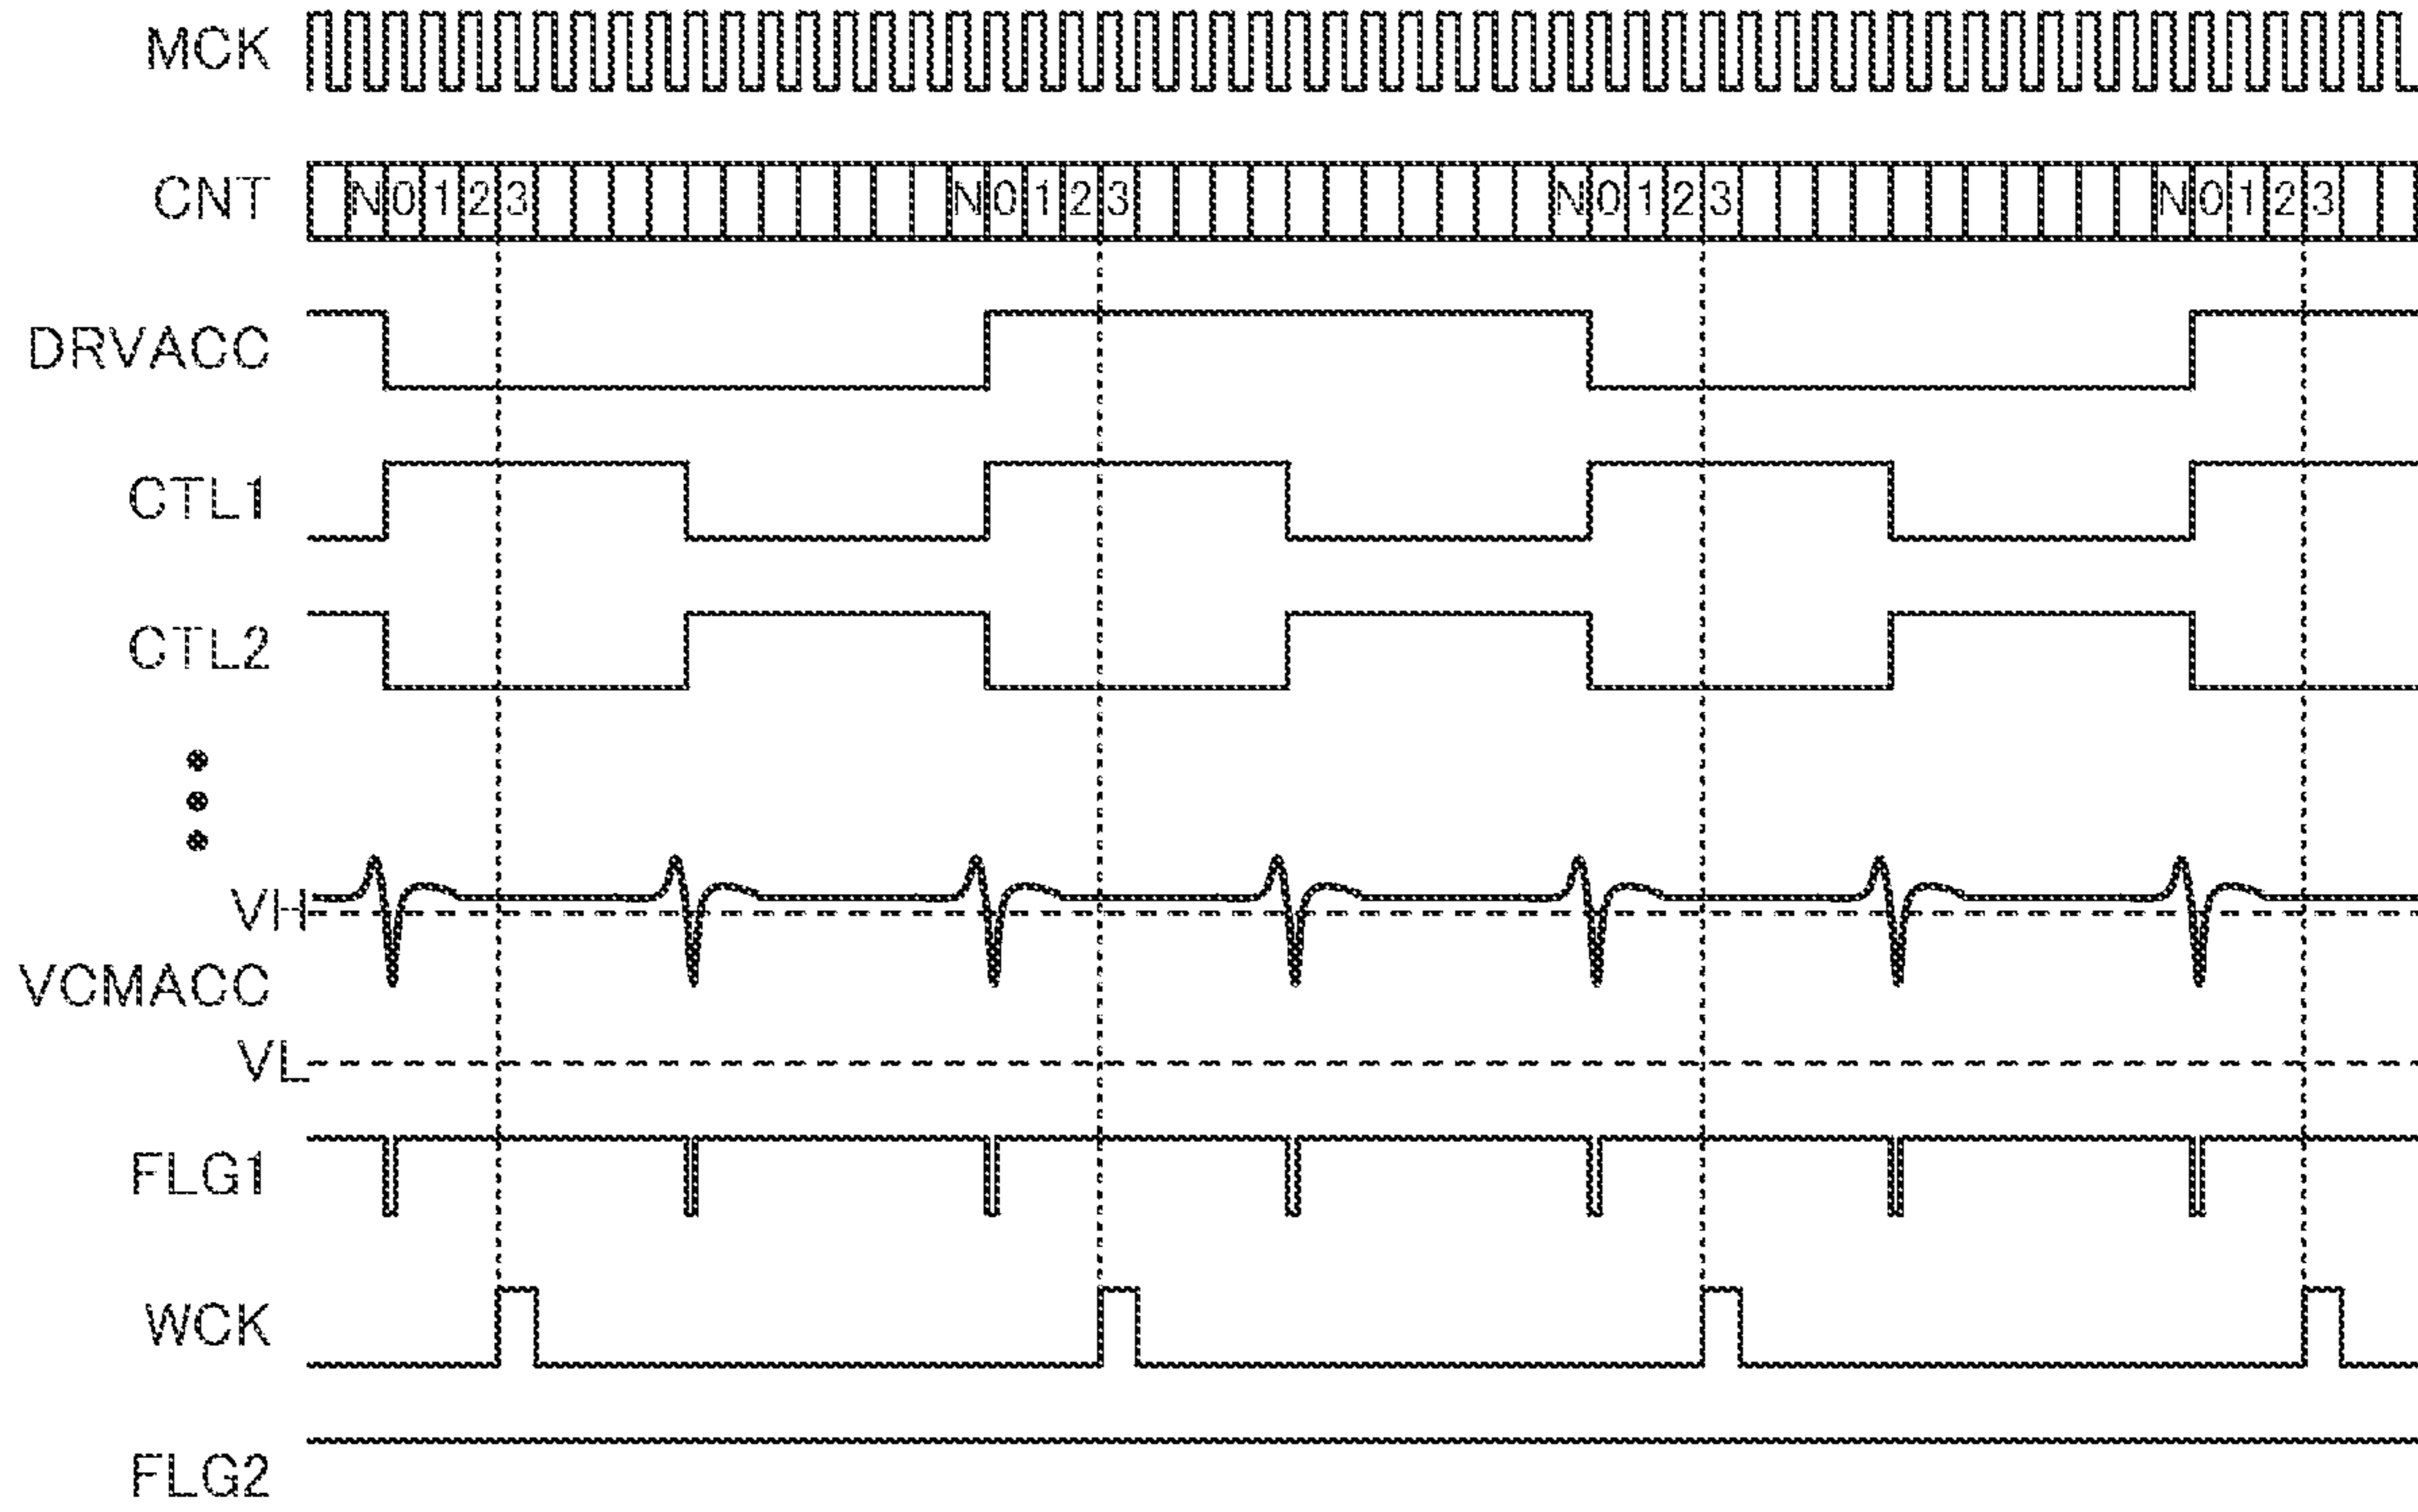 MCK
CNT N 0 1 2 3 N 0 1 2 3 N 0 1 2 3 N 0 1 2 3
DRVACC
CTL1
CTL2
VH
VCMACC
VL
FLG1
WCK
FLG2